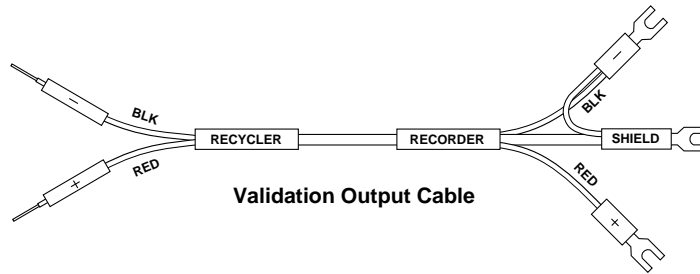 −
BLK
+
RED
RECYCLER
RECORDER
−
BLK
SHIELD
RED
+
Validation Output Cable